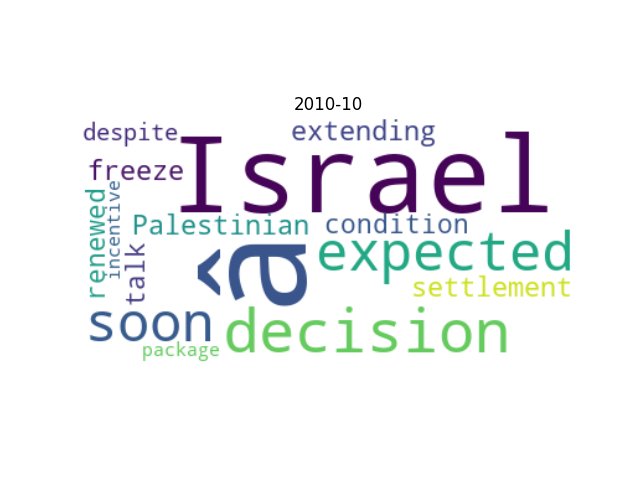 2010-10
despite
extending
Israel
freeze
renewed
incentive
Palestinian
condition
talk
â
expected
settlement
soon
decision
package